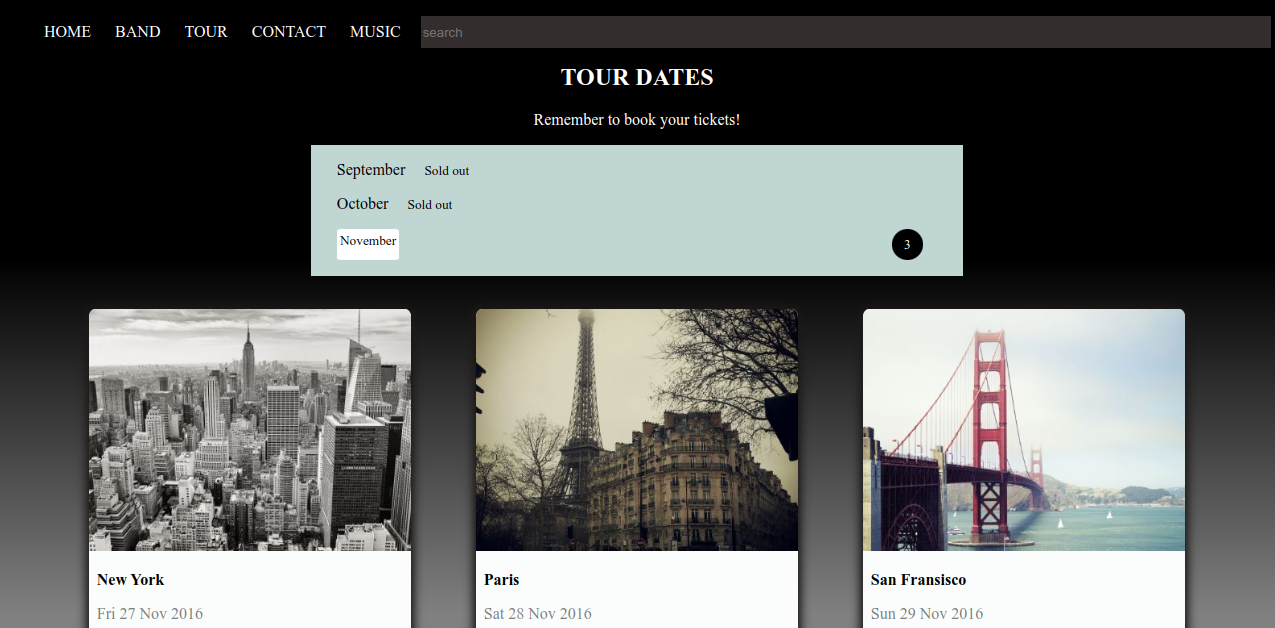 HOME BAND TOUR CONTACT MUSIC search
TOUR DATES
Remember to book your tickets!
September Sold out
October Sold out
November 3
New York Paris San Fransisco
Fri 27 Nov 2016 Sat 28 Nov 2016 Sun 29 Nov 2016